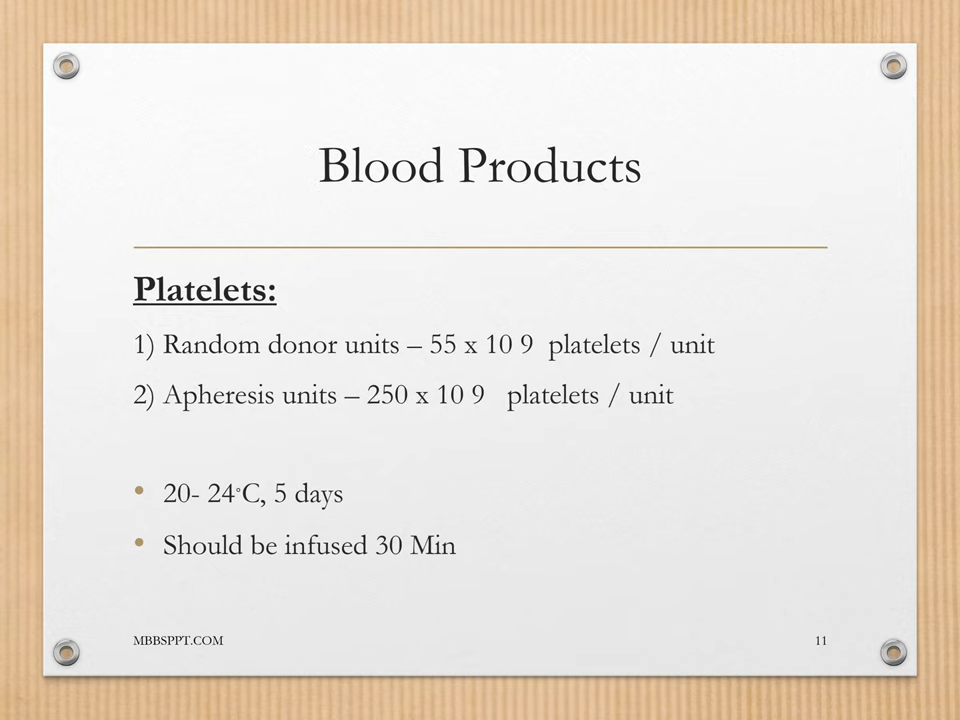 Blood Products
Platelets:
1) Random donor units – 55 x 10 9  platelets / unit
2) Apheresis units – 250 x 10 9   platelets / unit
• 20- 24°C, 5 days
• Should be infused 30 Min
MBBSPPT.COM 11